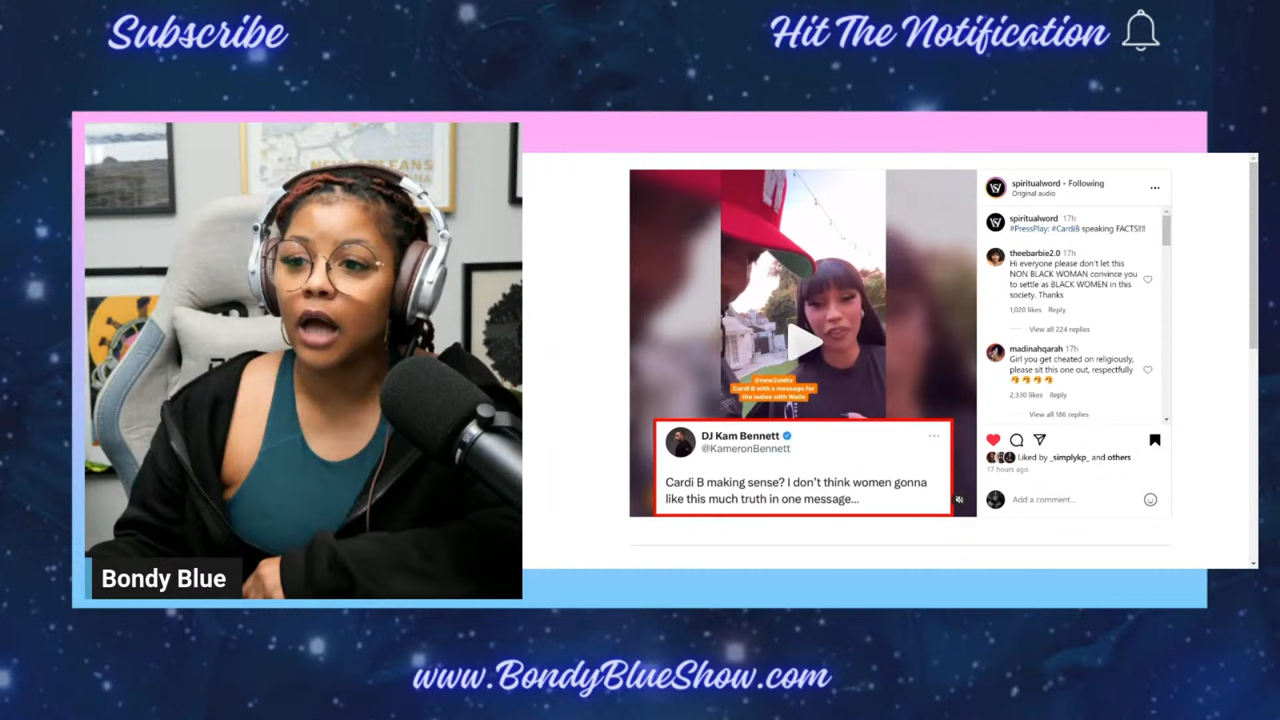 Subscribe
Hit The Notification
NEW ORLEANS
Bondy Blue
@new2olditv
Cardi B with a message for
the ladies with Wallo
DJ Kam Bennett
@KameronBennett
Cardi B making sense? I don't think women gonna
like this much truth in one message...
spiritualword • Following
Original audio
spiritualword 17h
#PressPlay: #CardiB speaking FACTS!!!!
theebarbie2.0 17h
Hi everyone please don't let this
NON BLACK WOMAN convince you
to settle as BLACK WOMEN in this
society. Thanks
1,020 likes Reply
View all 224 replies
madinahqarah 17h
Girl you get cheated on religiously,
please sit this one out, respectfully
2,330 likes Reply
View all 186 replies
Liked by _simplykp_ and others
17 hours ago
Add a comment...
www.BondyBlueShow.com